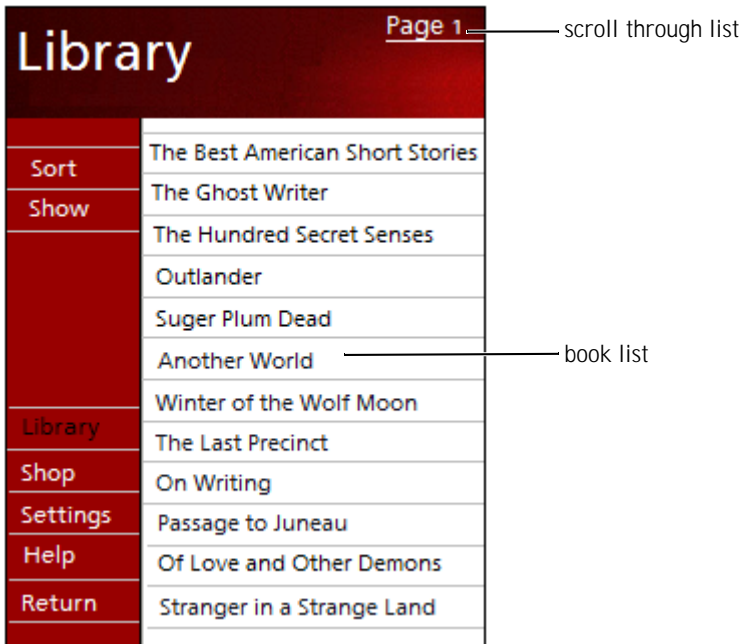 Library
Page 1
scroll through list
Sort
Show
Library
Shop
Settings
Help
Return
The Best American Short Stories
The Ghost Writer
The Hundred Secret Senses
Outlander
Suger Plum Dead
Another World
book list
Winter of the Wolf Moon
The Last Precinct
On Writing
Passage to Juneau
Of Love and Other Demons
Stranger in a Strange Land